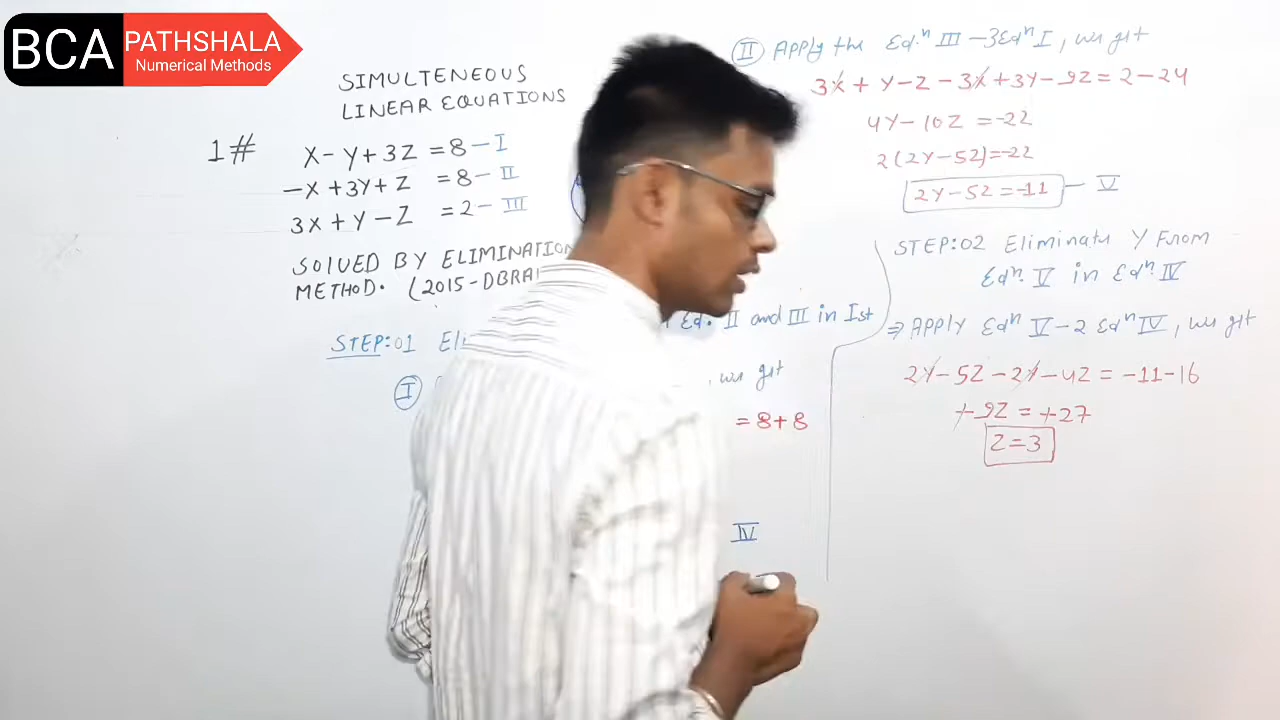 BCA PATHSHALA
Numerical Methods
SIMULTENEOUS
LINEAR EQUATIONS
1# X - Y + 3Z = 8 - I
-X + 3Y + Z = 8 - II
3X + Y - Z = 2 - III
SOLVED BY ELIMINATION
METHOD. (2015-DBRA
STEP:01 Eli Ed. II and III in Ist
I , we get
= 8 + 8
IV
II Apply the Edn III - 3Edn I, we get
3X + Y - Z - 3X + 3Y - 9Z = 2 - 24
4Y - 10Z = -22
2(2Y - 5Z) = -22
2Y - 5Z = -11 - V
STEP:02 Eliminate Y From
Edn. V in Edn. IV
⇒ Apply Edn V - 2 Edn IV, we get
2Y - 5Z - 2Y - 4Z = -11 - 16
+9Z = +27
Z = 3